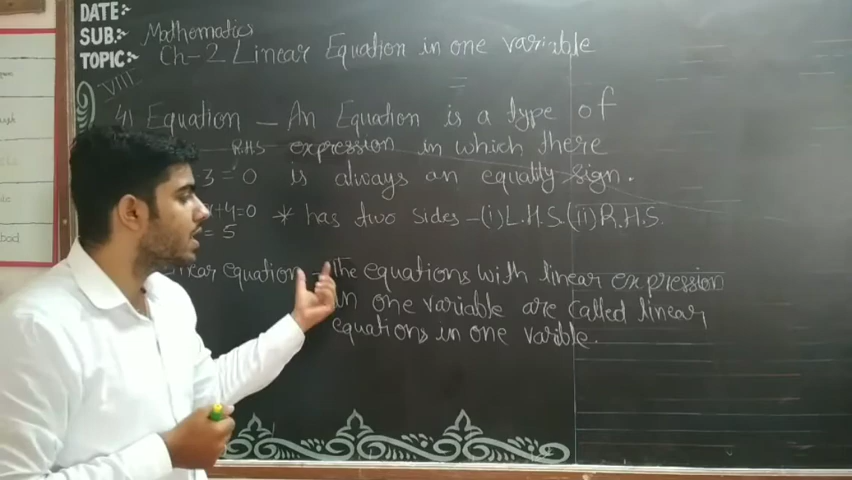 DATE:-
SUB.:- Mathematics
TOPIC:- Ch-2 Linear Equation in one variable
VIII
4) Equation - An Equation is a type of
R.H.S expression in which there
3 = 0 is always an equality sign.
+4=0 * has two sides - (i) L.H.S. (ii) R.H.S.
= 5
equation - The equations with linear expression
in one variable are called linear
equations in one varible.